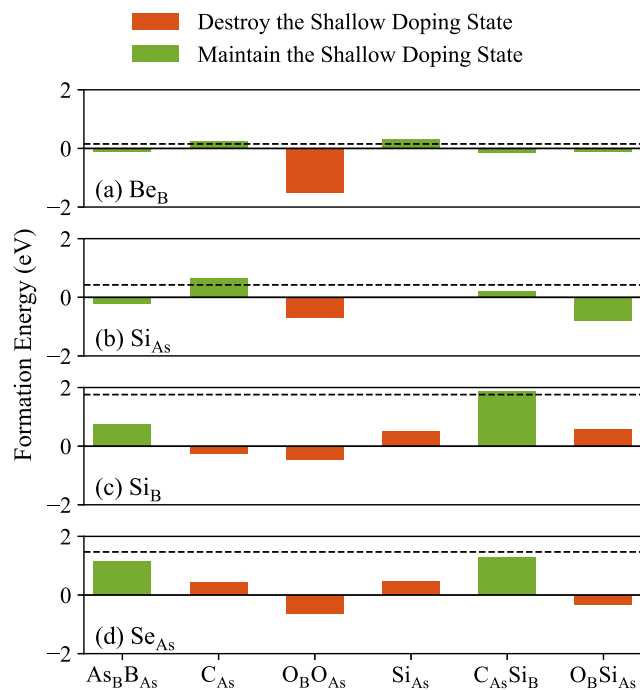 Destroy the Shallow Doping State
Maintain the Shallow Doping State
Formation Energy (eV)
2
0
−2
(a) Be_B
2
0
−2
(b) Si_As
2
0
−2
(c) Si_B
2
0
−2
(d) Se_As
As_BB_As C_As O_BO_As Si_As C_AsSi_B O_BSi_As